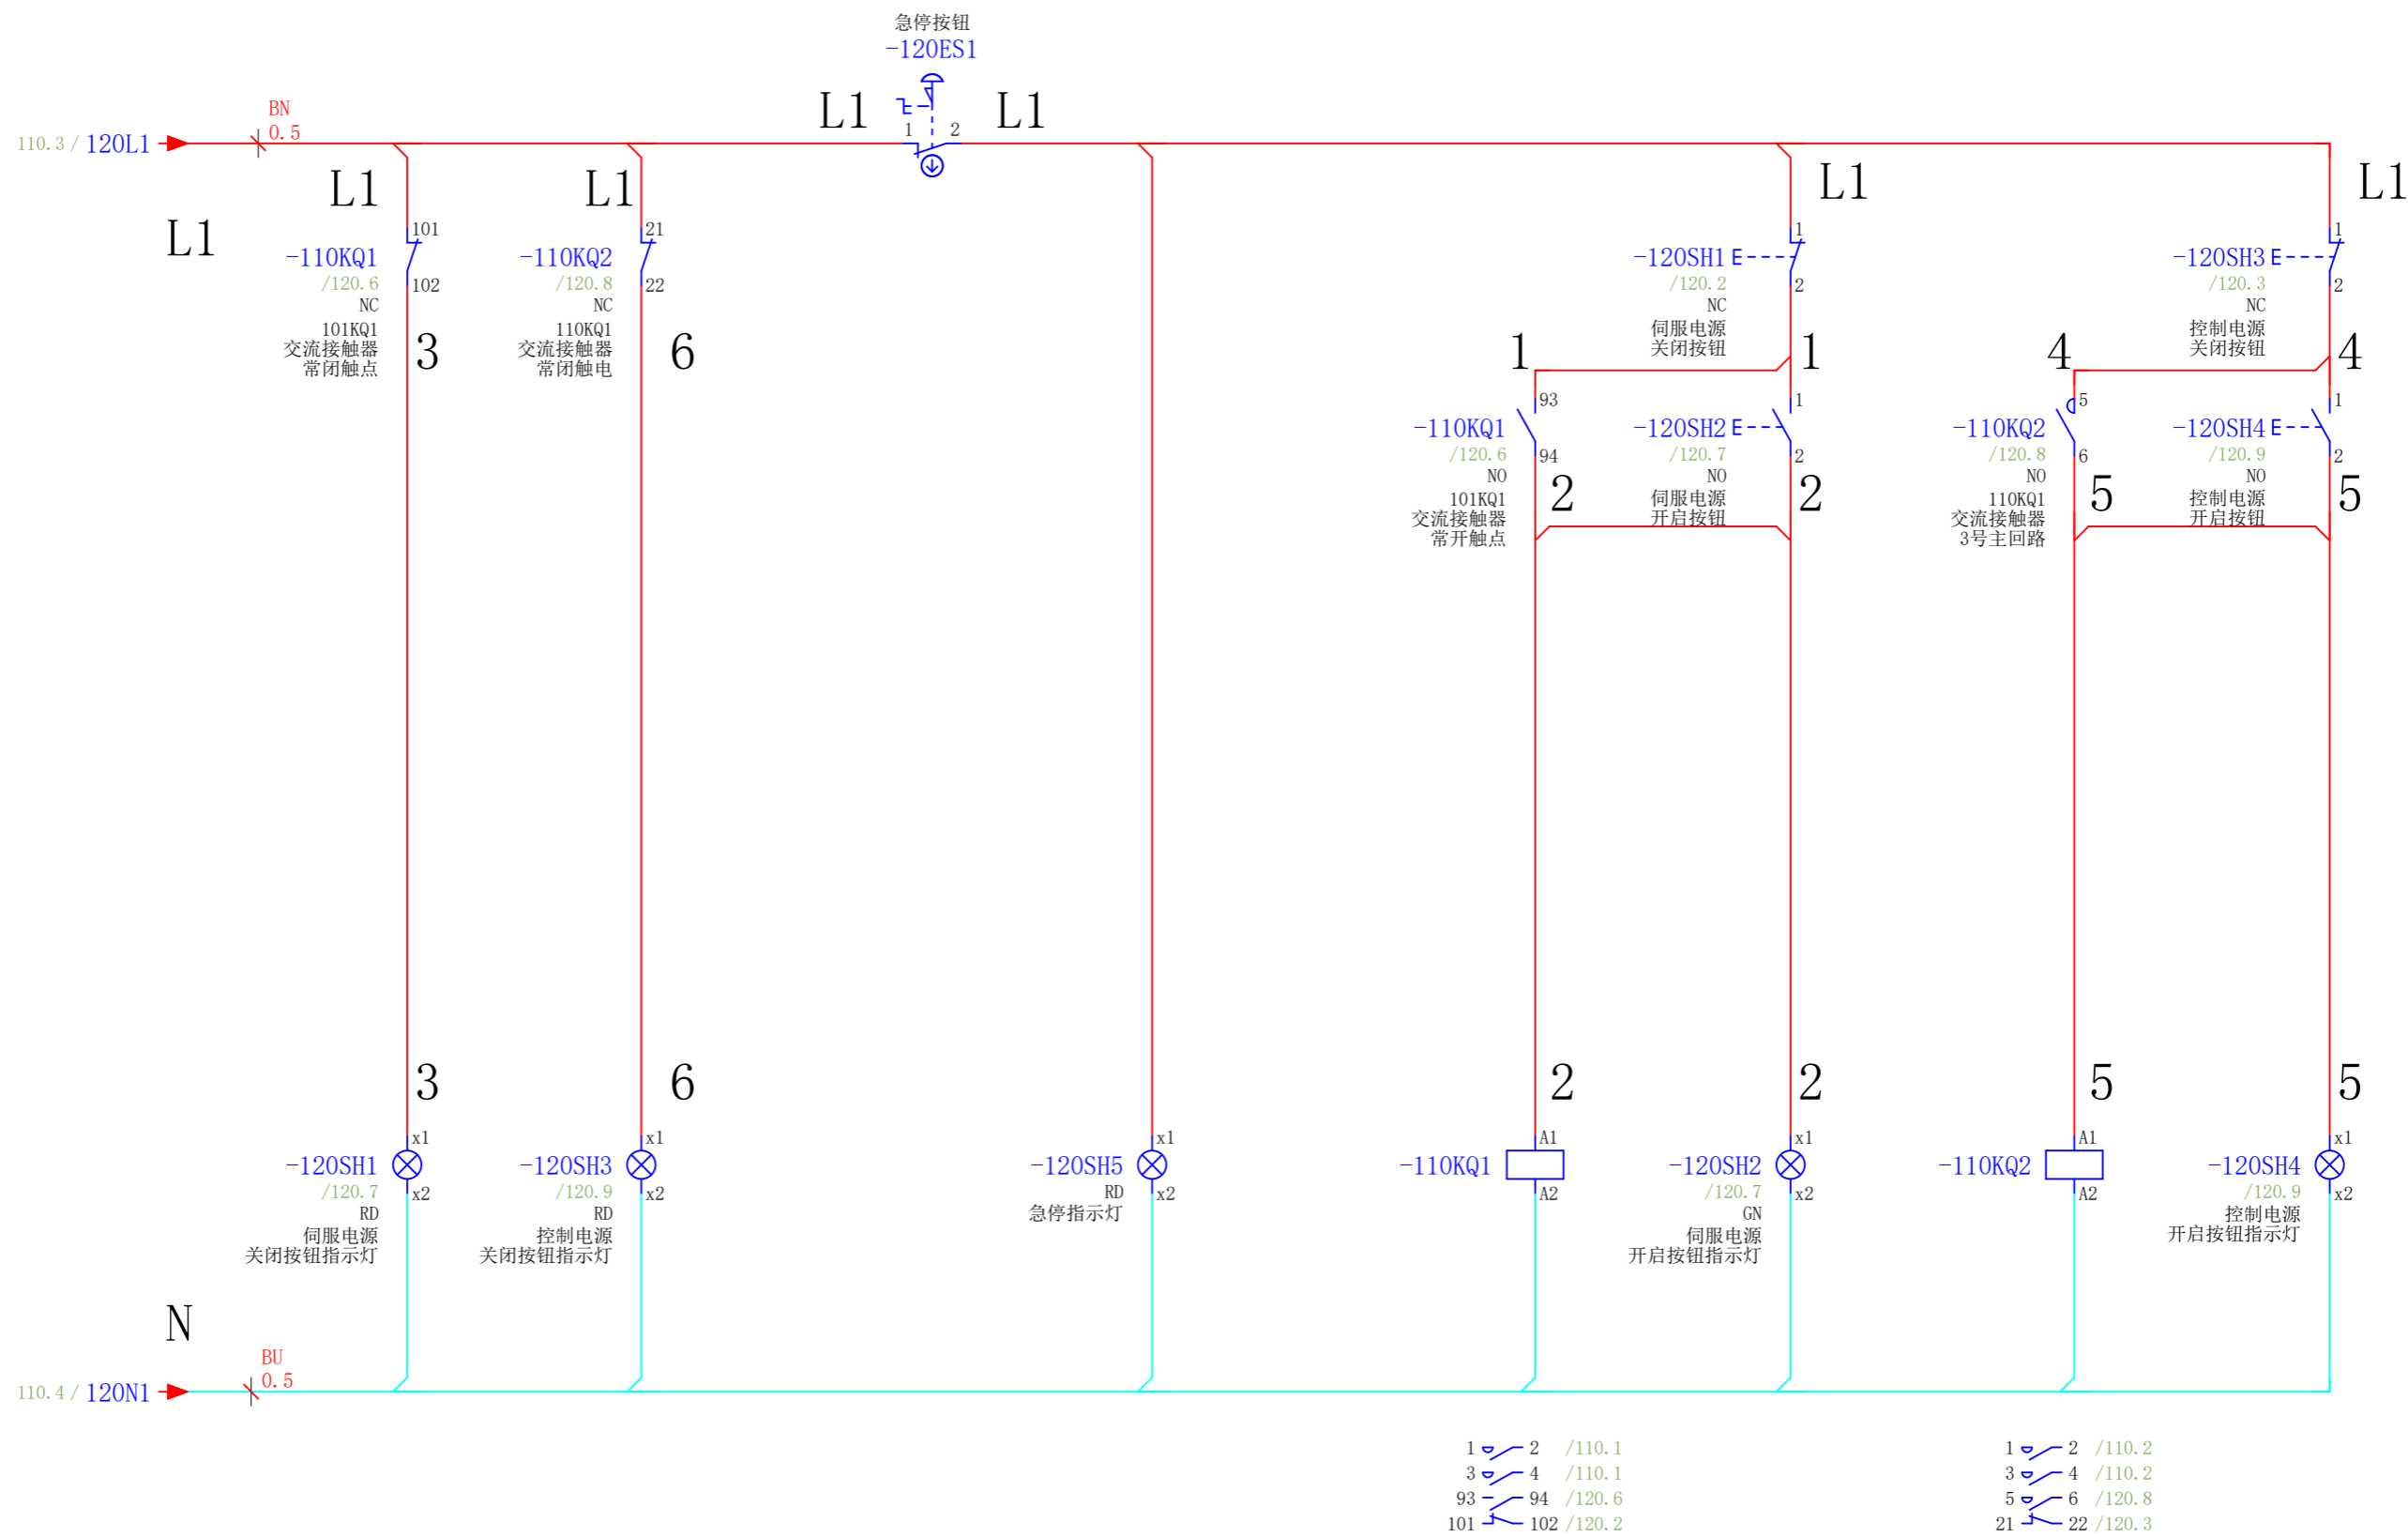 急停按钮
-120ES1
L1
L1
1
2
BN
0.5
110.3 / 120L1
L1
L1
L1
L1
L1
101
-110KQ1
/120.6
102
NC
101KQ1
交流接触器
常闭触点
3
21
-110KQ2
/120.8
22
NC
110KQ1
交流接触器
常闭触电
6
1
-120SH1
/120.2
2
NC
伺服电源
关闭按钮
1
1
-120SH3
/120.3
2
NC
控制电源
关闭按钮
4
1
93
-110KQ1
/120.6
94
NO
101KQ1
交流接触器
常开触点
2
1
-120SH2
/120.7
2
NO
伺服电源
开启按钮
2
4
5
-110KQ2
/120.8
6
NO
110KQ1
交流接触器
3号主回路
5
1
-120SH4
/120.9
2
NO
控制电源
开启按钮
5
3
x1
-120SH1
/120.7
x2
RD
伺服电源
关闭按钮指示灯
6
x1
-120SH3
/120.9
x2
RD
控制电源
关闭按钮指示灯
x1
-120SH5
RD
x2
急停指示灯
2
A1
-110KQ1
A2
2
x1
-120SH2
/120.7
x2
GN
伺服电源
开启按钮指示灯
5
A1
-110KQ2
A2
5
x1
-120SH4
/120.9
x2
控制电源
开启按钮指示灯
N
BU
0.5
110.4 / 120N1
1 2 /110.1
3 4 /110.1
93 94 /120.6
101 102 /120.2
1 2 /110.2
3 4 /110.2
5 6 /120.8
21 22 /120.3